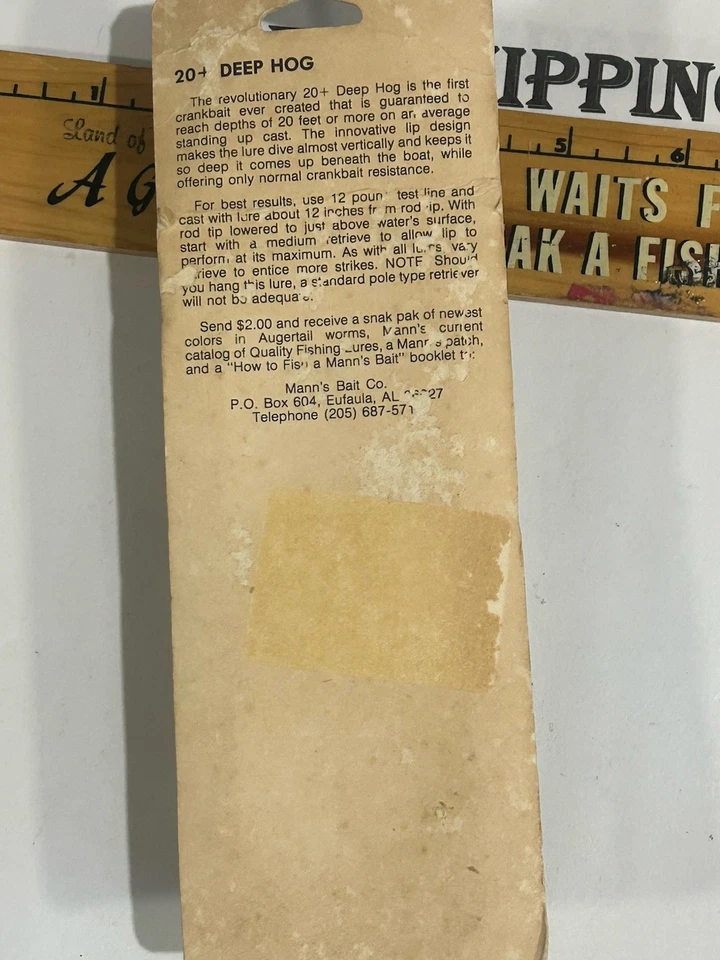 20+ DEEP HOG
The revolutionary 20+ Deep Hog is the first
crankbait ever created that is guaranteed to
reach depths of 20 feet or more on an average
standing up cast. The innovative lip design
makes the lure dive almost vertically and keeps it
so deep it comes up beneath the boat, while
offering only normal crankbait resistance.
For best results, use 12 poun test line and
cast with lure about 12 inches from rod tip. With
rod tip lowered to just above water's surface,
start with a medium retrieve to allow lip to
perform at its maximum. As with all lures, vary
retrieve to entice more strikes. NOTE Should
you hang this lure, a standard pole type retriever
will not be adequate.
Send $2.00 and receive a snak pak of newest
colors in Augertail worms, Mann's current
catalog of Quality Fishing Lures, a Mann's patch,
and a "How to Fish a Mann's Bait" booklet to:
Mann's Bait Co.
P.O. Box 604, Eufaula, AL
Telephone (205) 687-571
IPPING
1 5 6
Land of
A G
WAITS F
AK A FISH